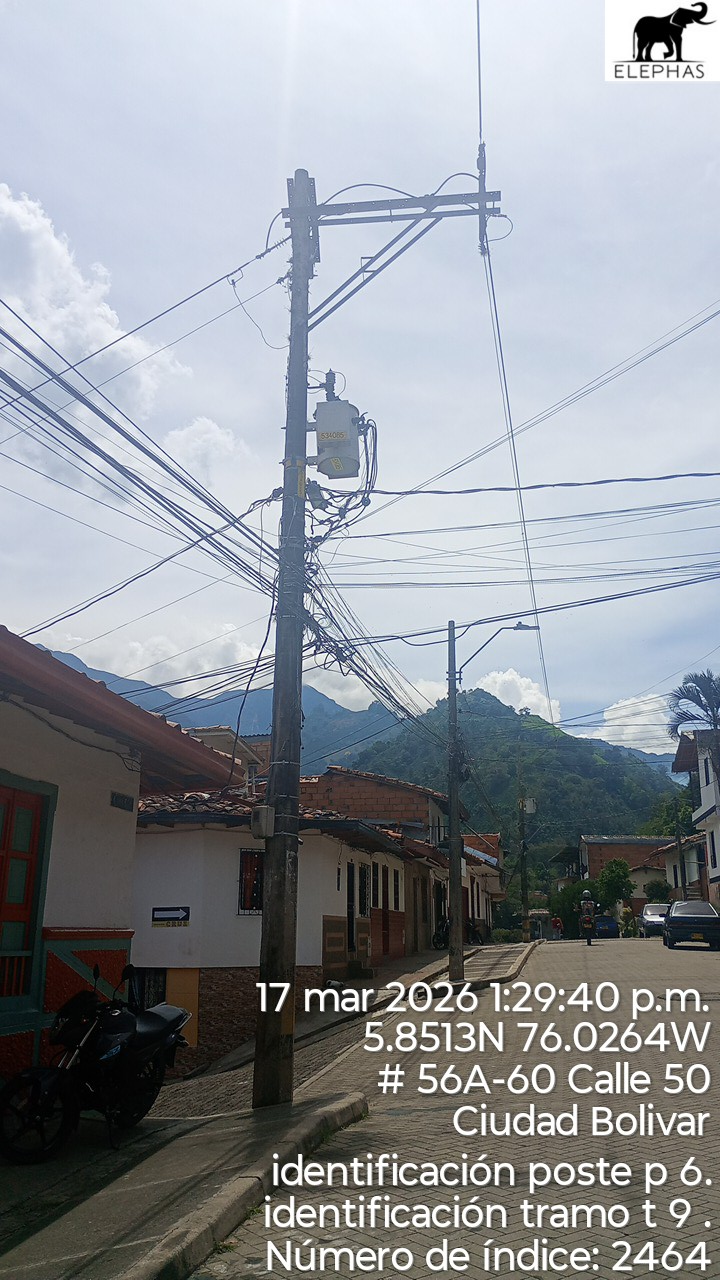 ELEPHAS
534085
17 mar 2026 1:29:40 p.m.
5.8513N 76.0264W
# 56A-60 Calle 50
Ciudad Bolivar
identificación poste p 6.
identificación tramo t 9 .
Número de índice: 2464